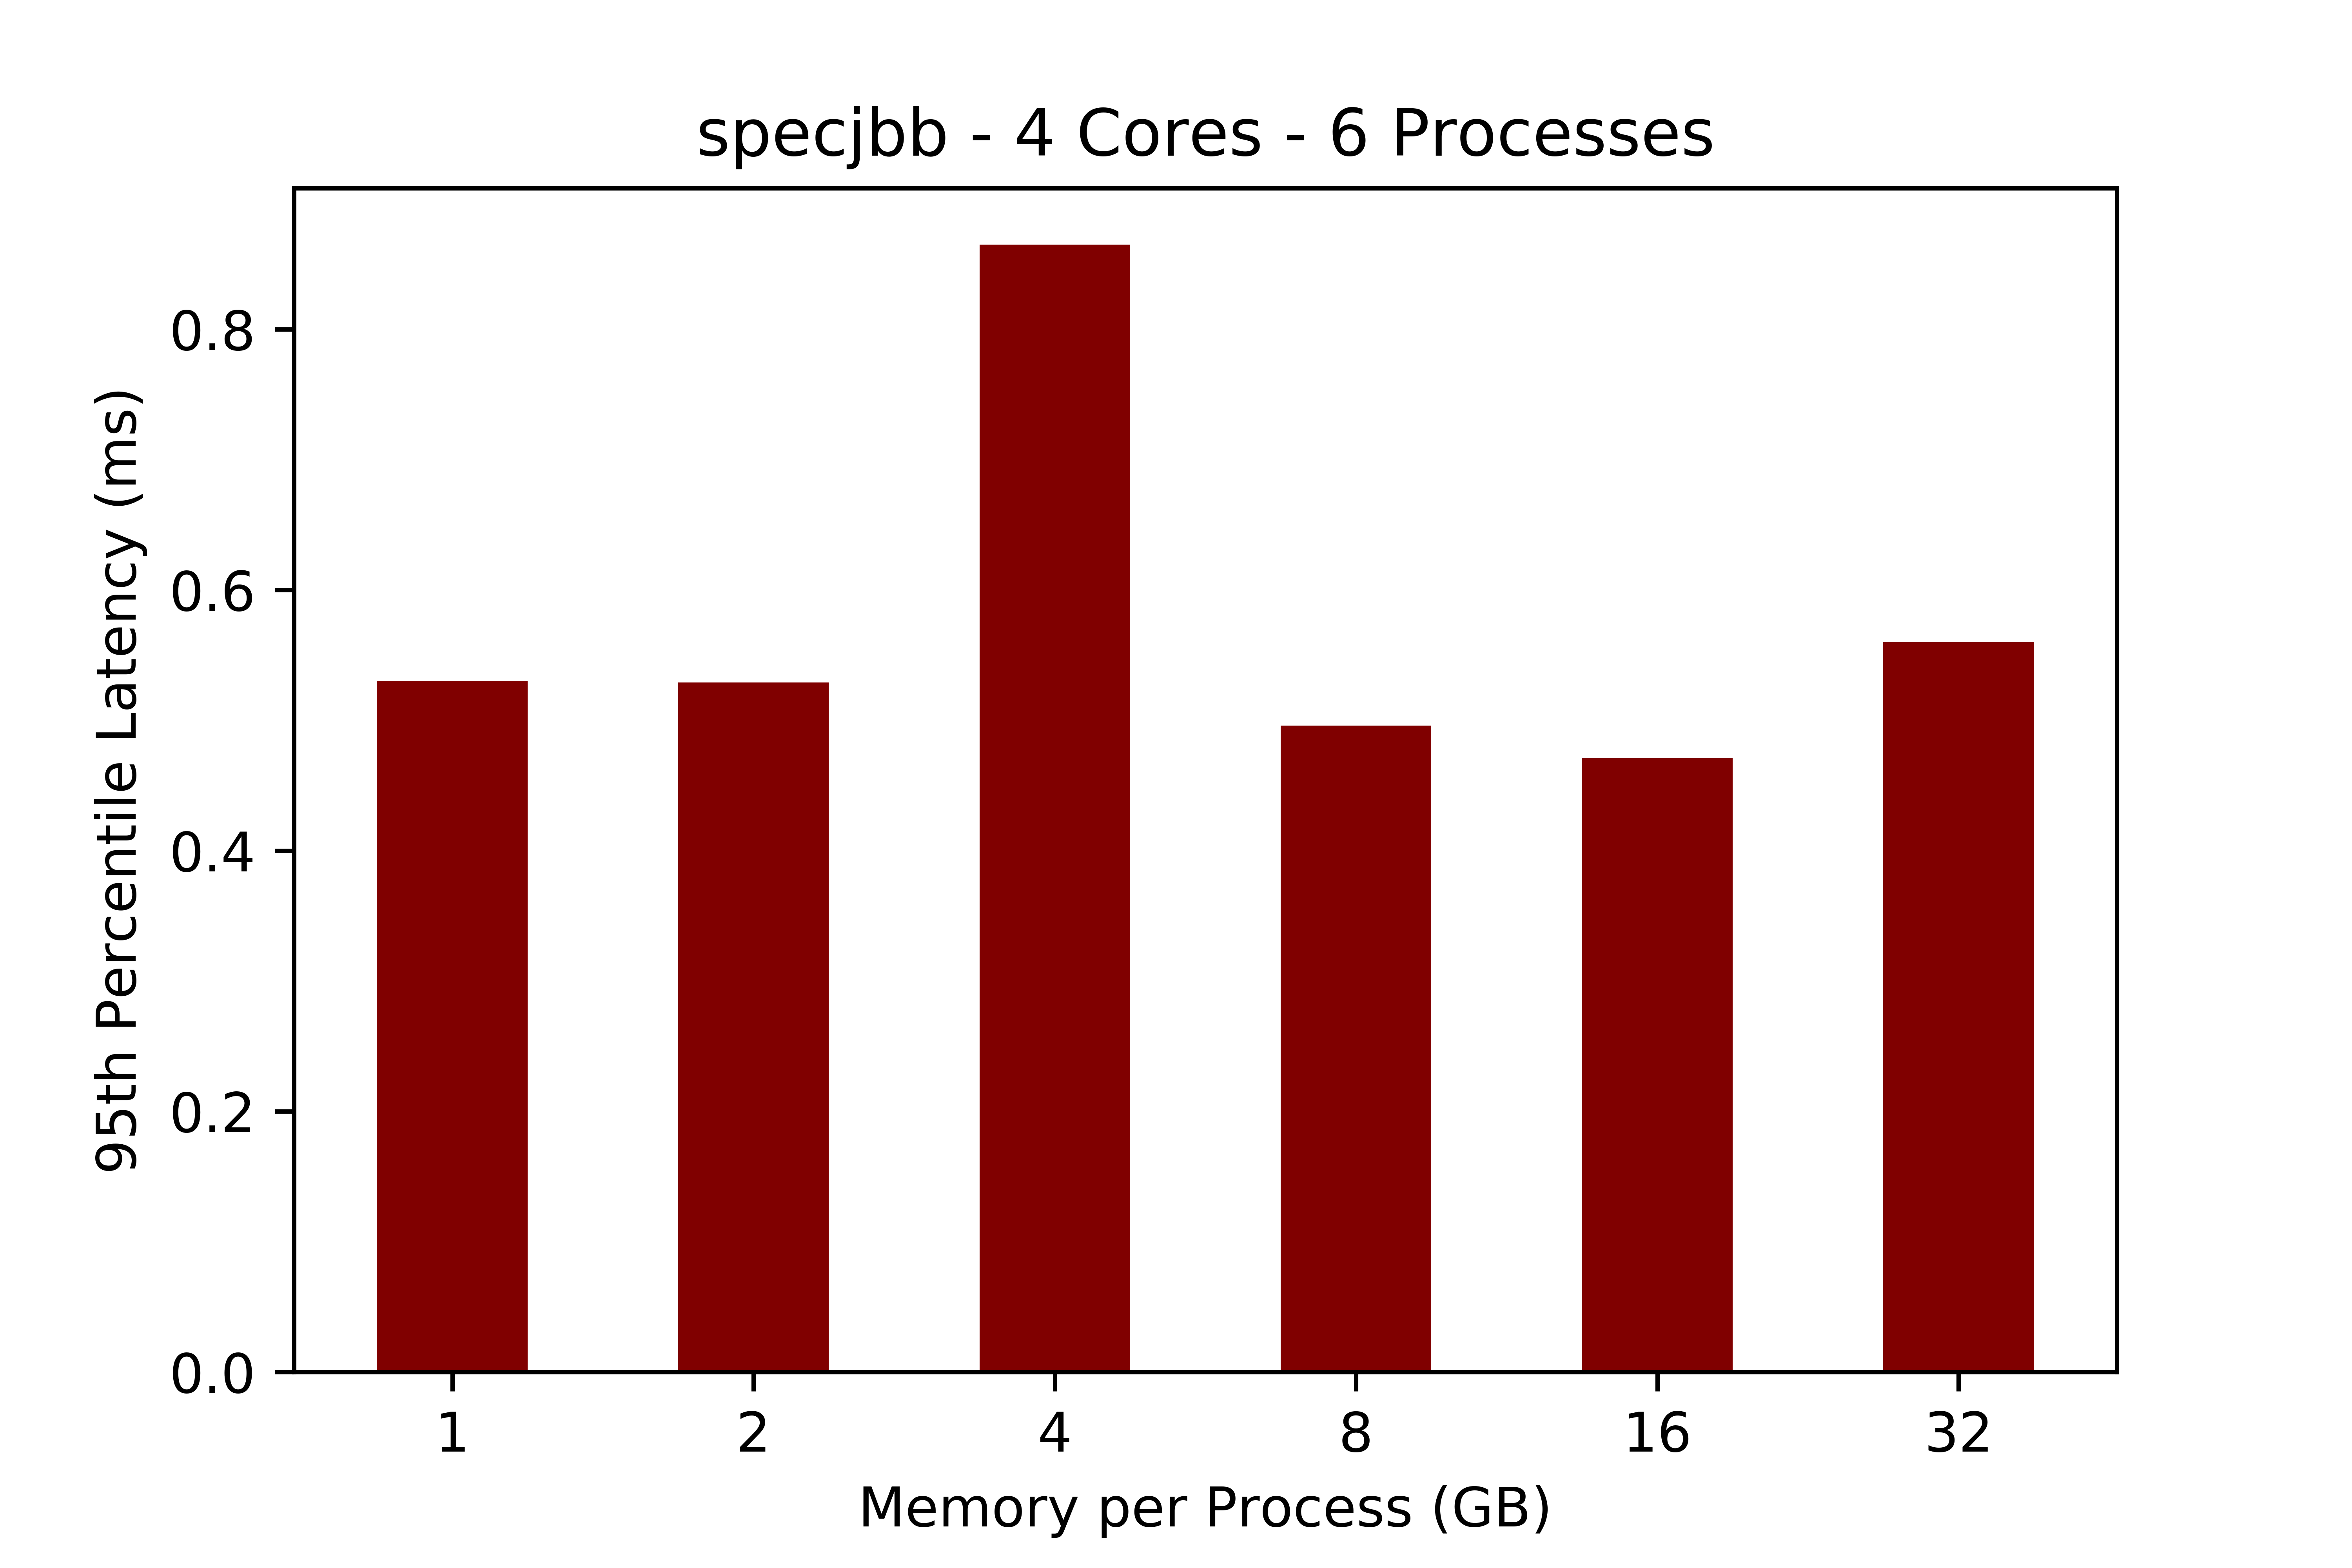 specjbb - 4 Cores - 6 Processes
95th Percentile Latency (ms)
0.8
0.6
0.4
0.2
0.0
1 2 4 8 16 32
Memory per Process (GB)